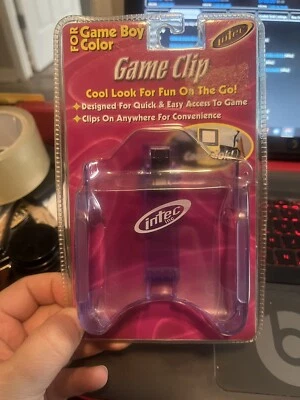 FOR Game Boy
Color
intec
Game Clip
Cool Look For Fun On The Go!
• Designed For Quick & Easy Access To Game
• Clips On Anywhere For Convenience
intec